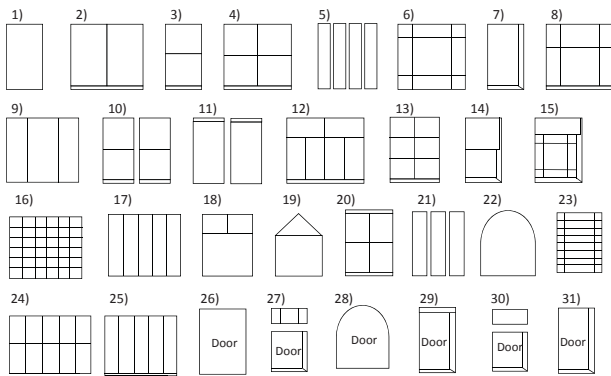 1) 2) 3) 4) 5) 6) 7) 8)
9) 10) 11) 12) 13) 14) 15)
16) 17) 18) 19) 20) 21) 22) 23)
24) 25) 26) 27) 28) 29) 30) 31)
Door Door Door Door Door Door